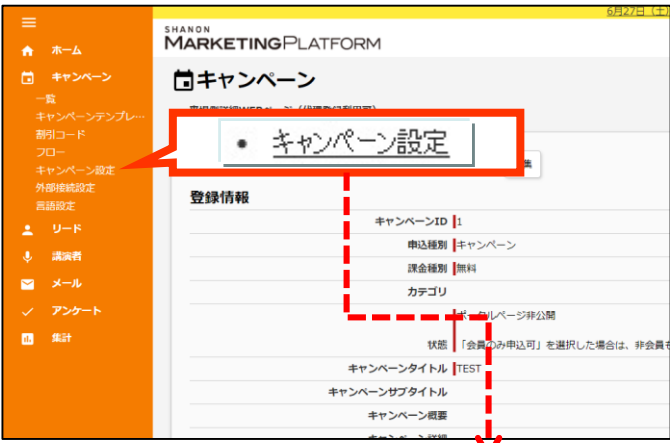 6月27日（土）
SHANON
MARKETINGPLATFORM
ホーム
キャンペーン
一覧
キャンペーンテンプレ…
割引コード
フロー
キャンペーン設定
外部接続設定
言語設定
リード
講演者
メール
アンケート
集計
キャンペーン
• キャンペーン設定
集
登録情報
キャンペーンID 1
申込種別 キャンペーン
課金種別 無料
カテゴリ
ポータルページ非公開
状態 「会員のみ申込可」を選択した場合は、非会員も
キャンペーンタイトル TEST
キャンペーンサブタイトル
キャンペーン概要